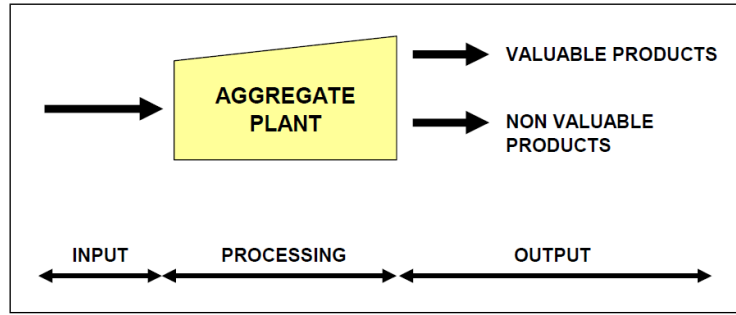 VALUABLE PRODUCTS
AGGREGATE
PLANT
NON VALUABLE
PRODUCTS
INPUT
PROCESSING
OUTPUT